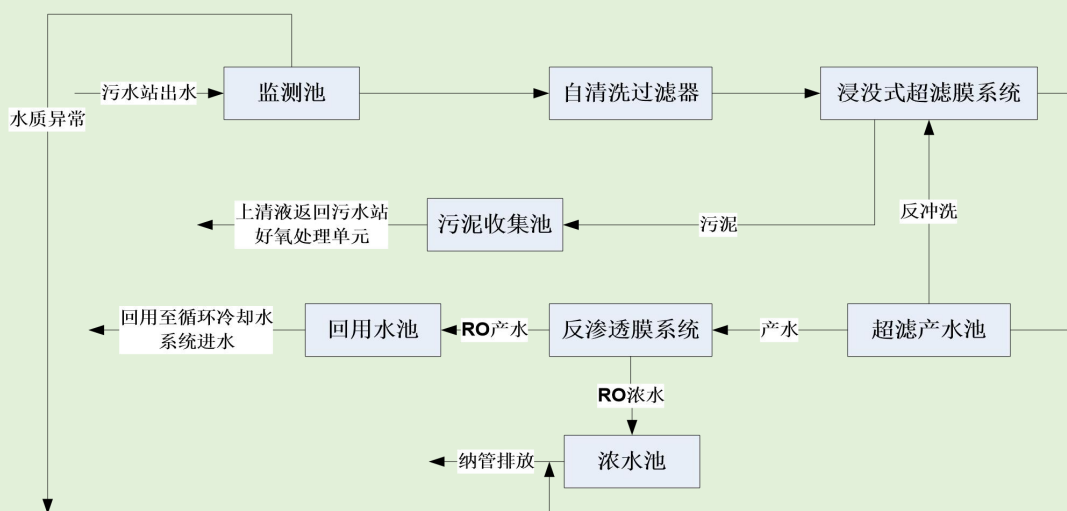 污水站出水
监测池
自清洗过滤器
浸没式超滤膜系统
水质异常
上清液返回污水站
好氧处理单元
污泥收集池
污泥
反冲洗
回用至循环冷却水
系统进水
回用水池
RO产水
反渗透膜系统
产水
超滤产水池
RO浓水
纳管排放
浓水池